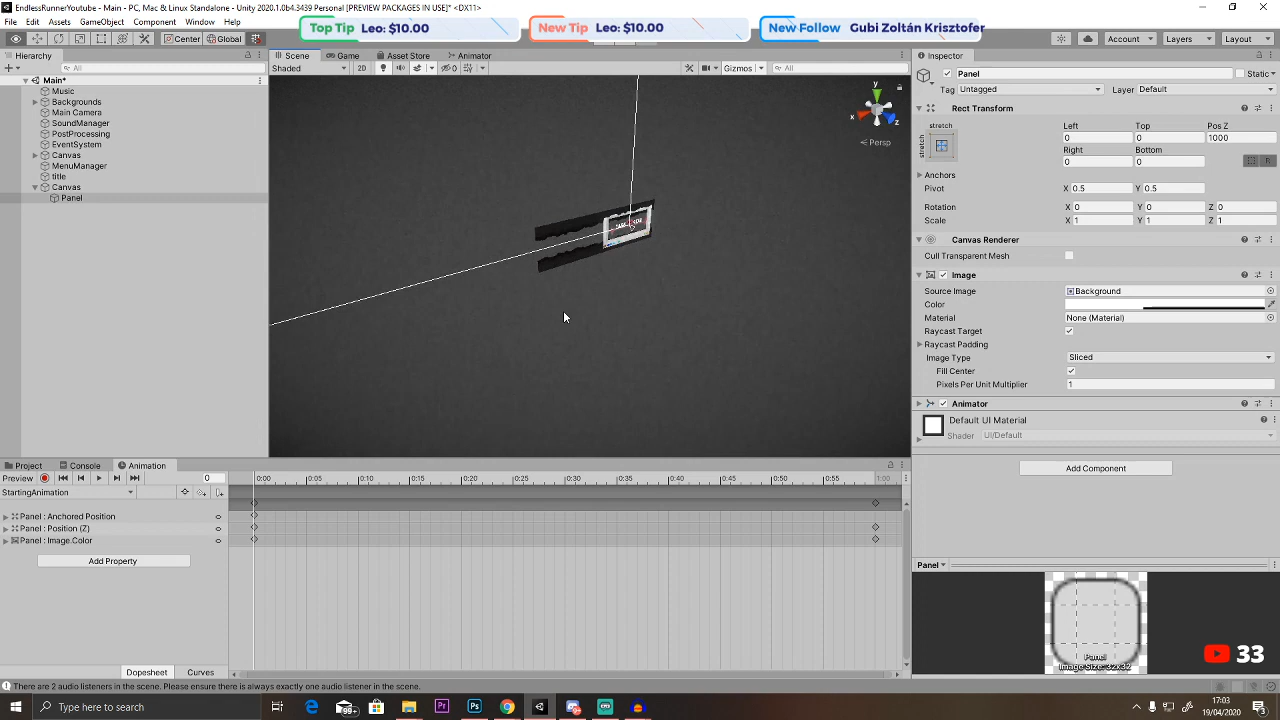 EndlessRunnerYoutube - Main - PC, Mac & Linux Standalone - Unity 2020.1.0b4.3439 Personal [PREVIEW PACKAGES IN USE] * <DX11>
File Edit Assets
Top Tip Leo: $10.00
New Tip Leo: $10.00
New Follow Gubi Zoltán Krisztofer
Center Global
Account Layers Layout
Hierarchy
All
Main*
Music
Backgrounds
Main Camera
SoundManager
PostProcessing
EventSystem
Canvas
MenuManager
title
Canvas
Panel
Scene Game Asset Store Animator
Shaded 2D 0 Gizmos All
y
x z
Persp
Inspector
Panel Static
Tag Untagged Layer Default
Rect Transform
stretch Left Top Pos Z
stretch 0 0 1000
Right Bottom
0 0 R
Anchors
Pivot X 0.5 Y 0.5
Rotation X 0 Y 0 Z 0
Scale X 1 Y 1 Z 1
Canvas Renderer
Cull Transparent Mesh
Image
Source Image Background
Color
Material None (Material)
Raycast Target
Raycast Padding
Image Type Sliced
Fill Center
Pixels Per Unit Multiplier 1
Animator
Default UI Material
Shader UI/Default
Add Component
Panel
Panel
Image Size: 32x32
33
Project Console Animation
Preview 0
0:00 0:05 0:10 0:15 0:20 0:25 0:30 0:35 0:40 0:45 0:50 0:55 1:00
StartingAnimation
Panel : Anchored Position
Panel : Position (Z)
Panel : Image.Color
Add Property
Dopesheet Curves
There are 2 audio listeners in the scene. Please ensure there is always exactly one audio listener in the scene.
Type here to search
99+
17:03
19/04/2020